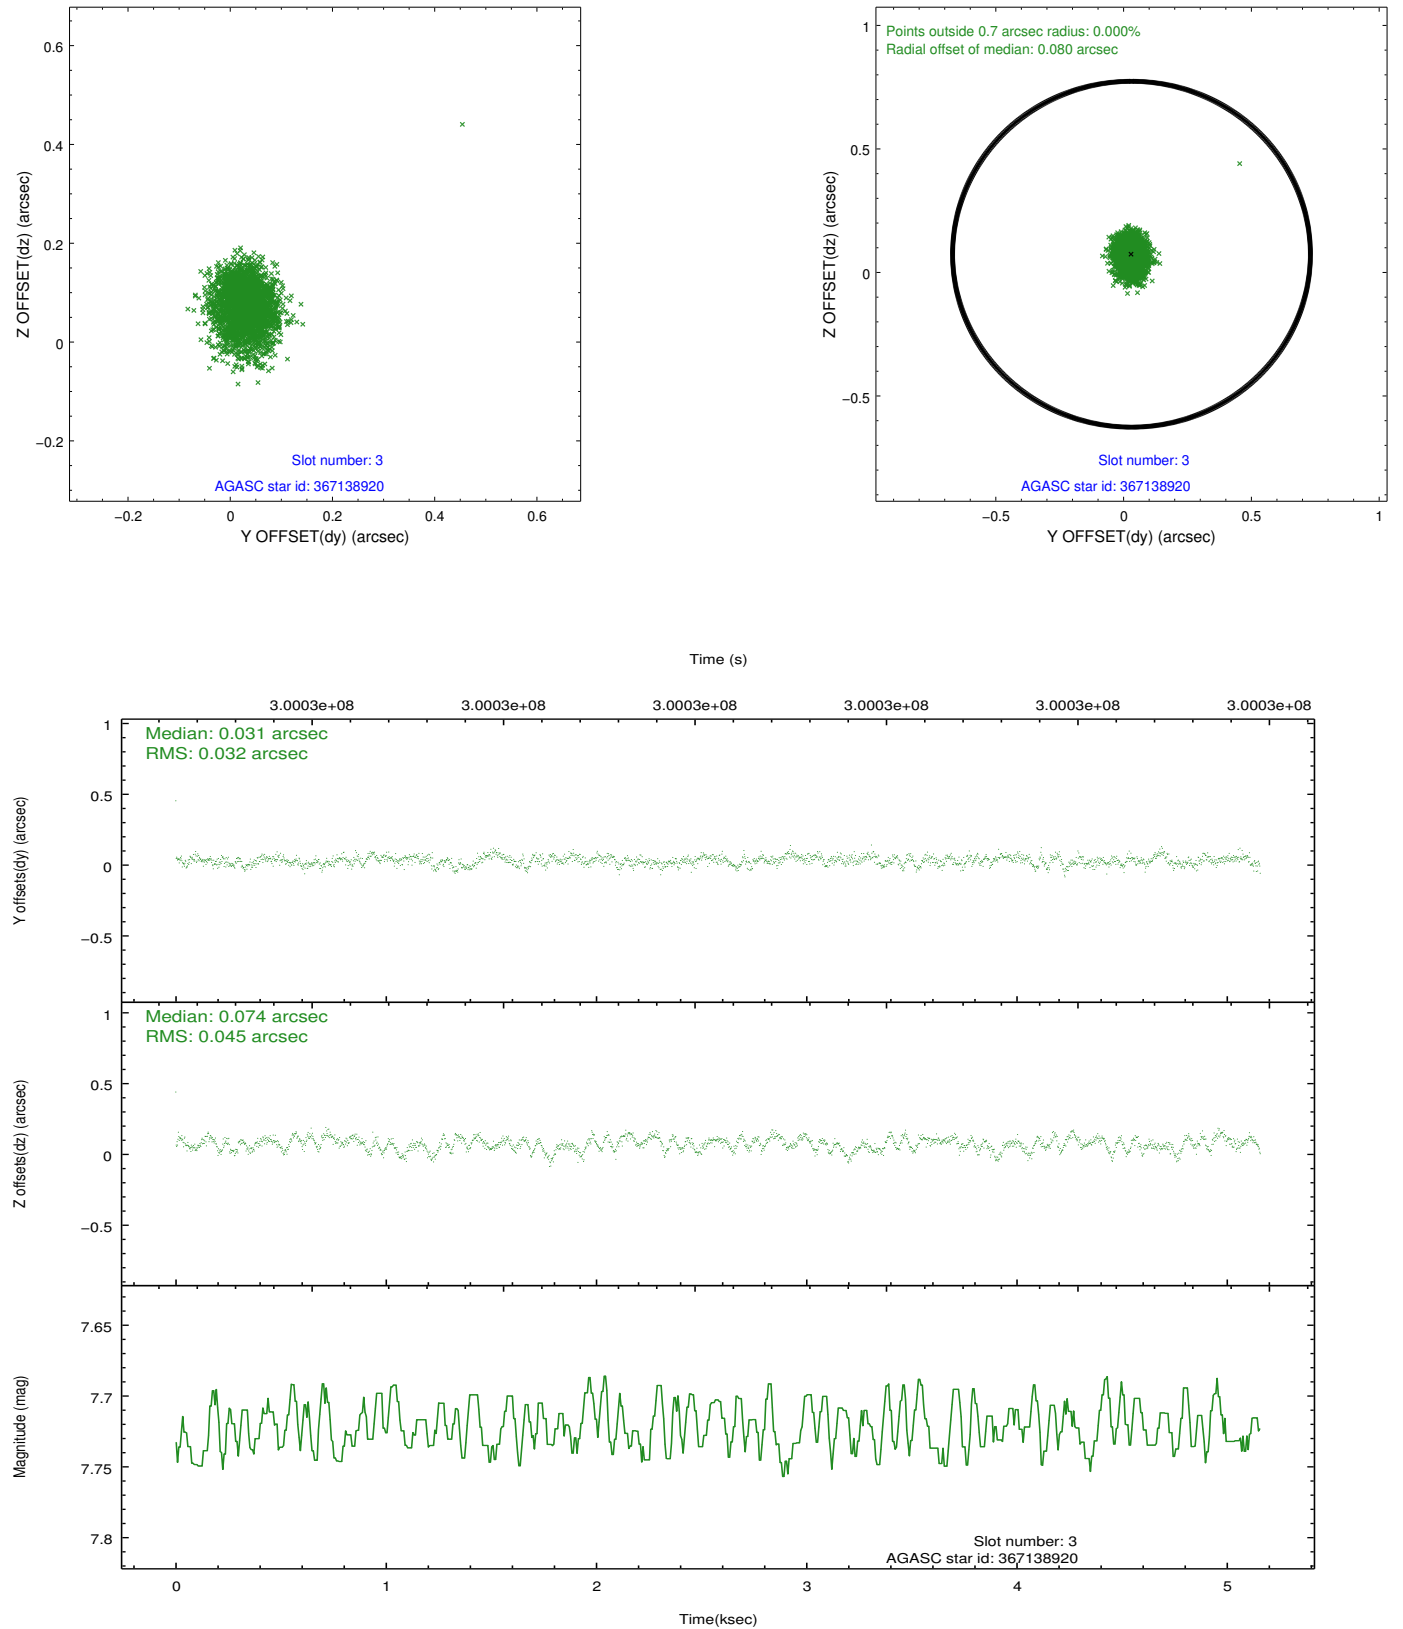 0.6
0.4
0.2
0
−0.2
Z OFFSET(dz) (arcsec)
Slot number: 3
AGASC star id: 367138920
−0.2 0 0.2 0.4 0.6
Y OFFSET(dy) (arcsec)
Points outside 0.7 arcsec radius: 0.000%
Radial offset of median: 0.080 arcsec
1
0.5
0
−0.5
Z OFFSET(dz) (arcsec)
Slot number: 3
AGASC star id: 367138920
−0.5 0 0.5 1
Y OFFSET(dy) (arcsec)
Time (s)
3.0003e+08 3.0003e+08 3.0003e+08 3.0003e+08 3.0003e+08 3.0003e+08
Median: 0.031 arcsec
RMS: 0.032 arcsec
1
0.5
0
−0.5
Y offsets(dy) (arcsec)
Median: 0.074 arcsec
RMS: 0.045 arcsec
1
0.5
0
−0.5
Z offsets(dz) (arcsec)
7.65
7.7
7.75
7.8
Magnitude (mag)
Slot number: 3
AGASC star id: 367138920
0 1 2 3 4 5
Time(ksec)